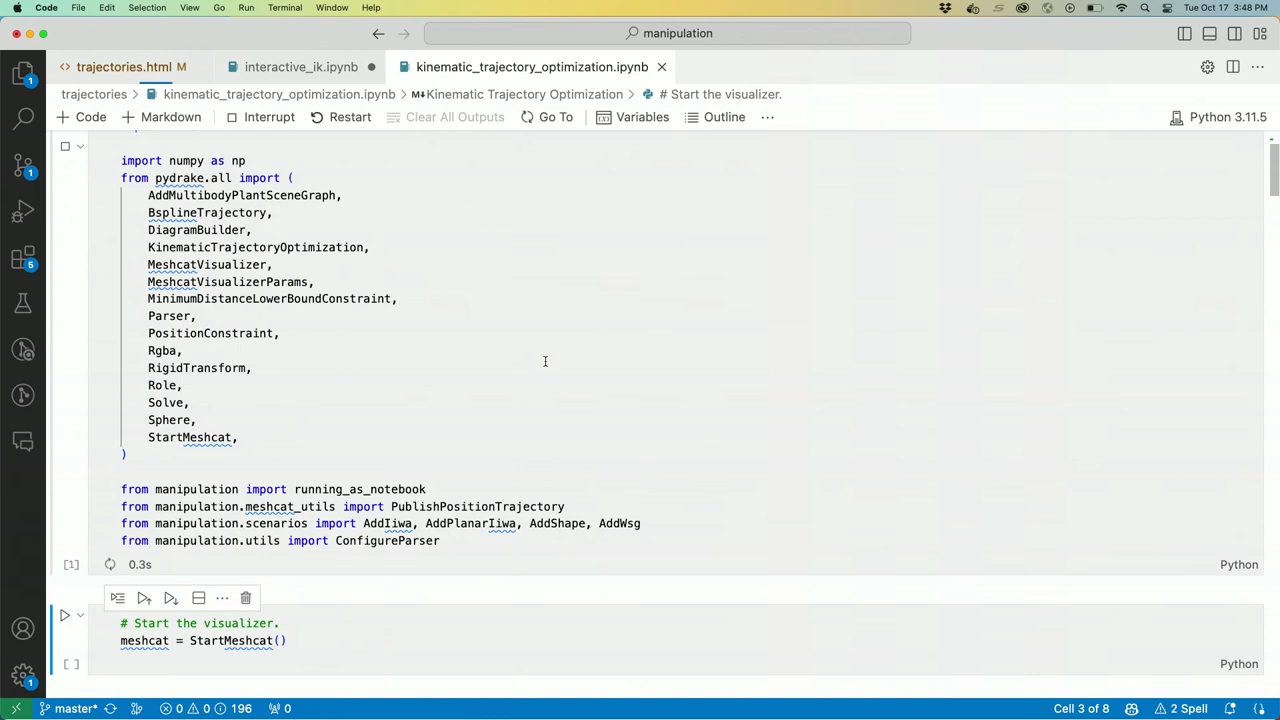 Code File Edit Selection View Go Run Terminal Window Help Tue Oct 17 3:48 PM
manipulation
trajectories.html M interactive_ik.ipynb kinematic_trajectory_optimization.ipynb
trajectories > kinematic_trajectory_optimization.ipynb > M↓Kinematic Trajectory Optimization > # Start the visualizer.
Code Markdown Interrupt Restart Clear All Outputs Go To Variables Outline ... Python 3.11.5
import numpy as np
from pydrake.all import (
AddMultibodyPlantSceneGraph,
BsplineTrajectory,
DiagramBuilder,
KinematicTrajectoryOptimization,
MeshcatVisualizer,
MeshcatVisualizerParams,
MinimumDistanceLowerBoundConstraint,
Parser,
PositionConstraint,
Rgba,
RigidTransform,
Role,
Solve,
Sphere,
StartMeshcat,
)
from manipulation import running_as_notebook
from manipulation.meshcat_utils import PublishPositionTrajectory
from manipulation.scenarios import AddIiwa, AddPlanarIiwa, AddShape, AddWsg
from manipulation.utils import ConfigureParser
[1] 0.3s Python
# Start the visualizer.
meshcat = StartMeshcat()
[ ] Python
1
1
5
1
master* 0 0 196 0 Cell 3 of 8 2 Spell